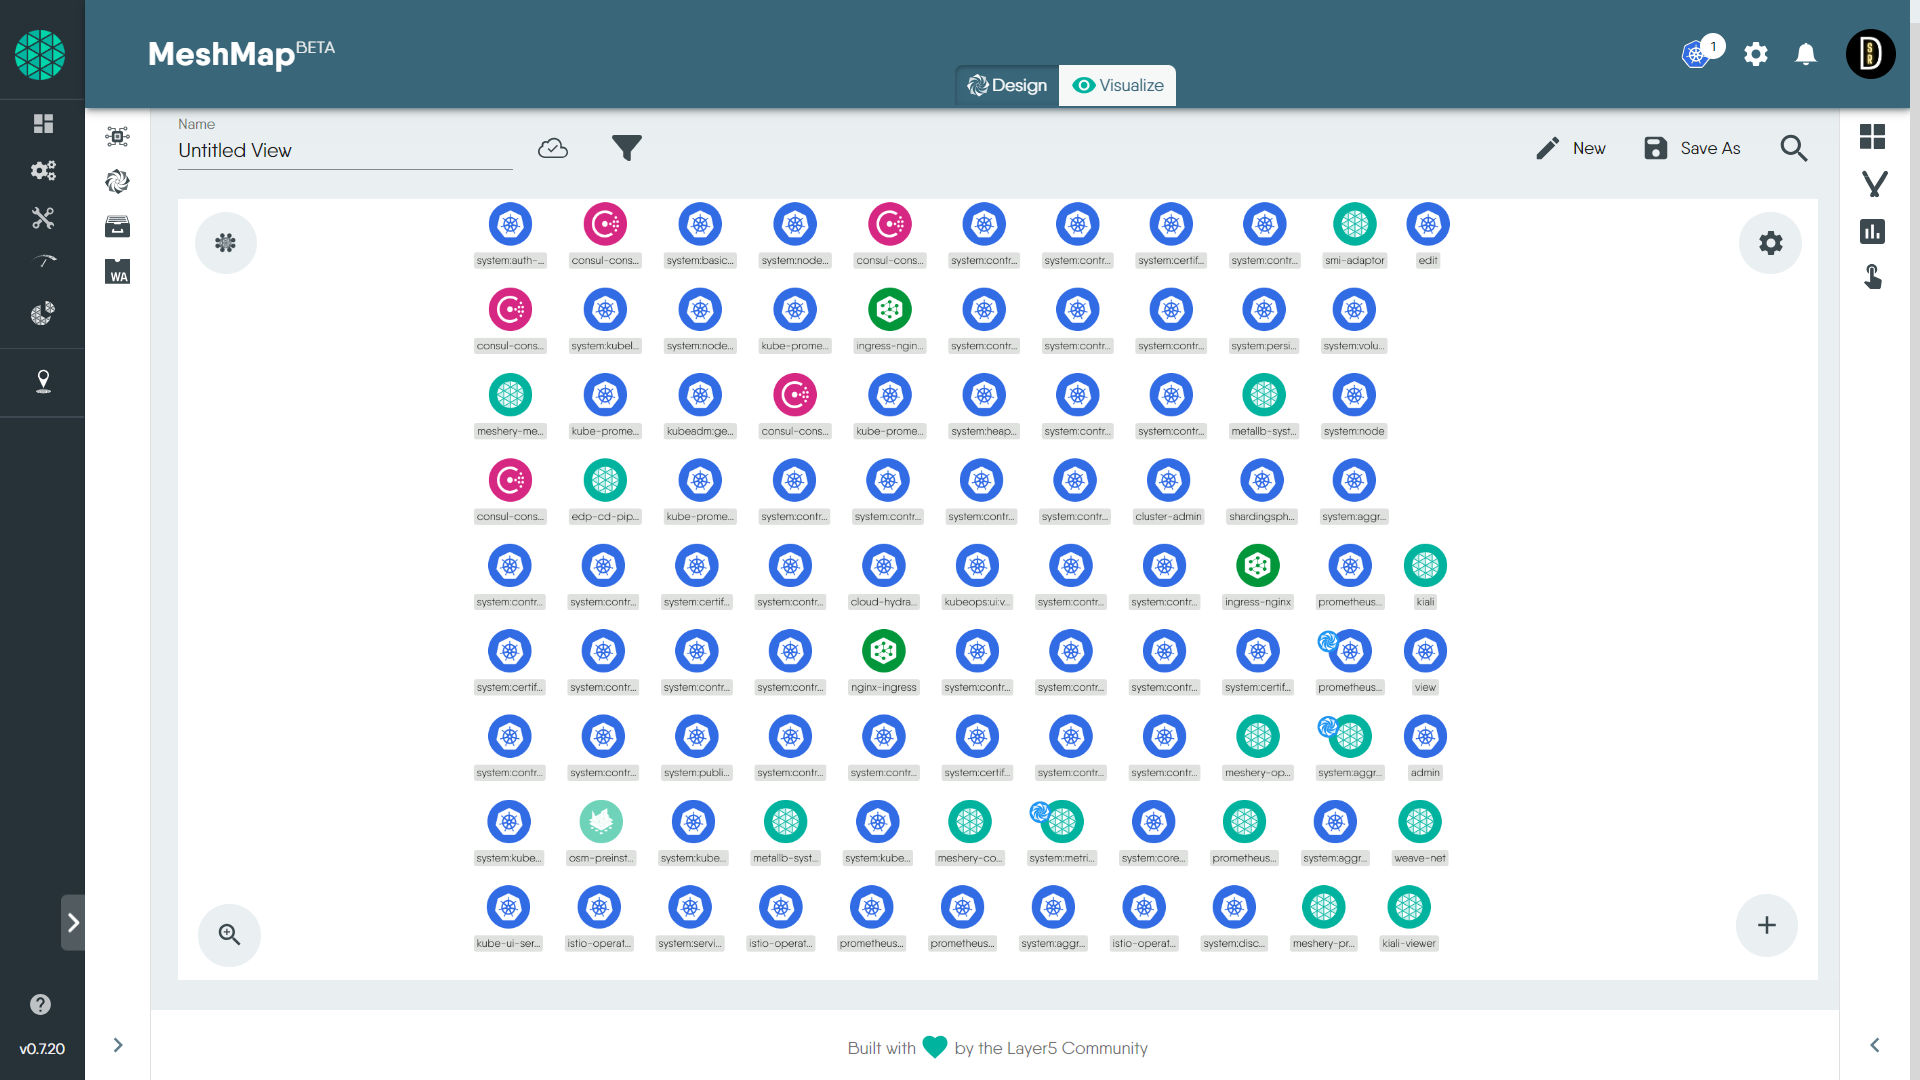 MeshMap BETA
1
S
D
R
Design
Visualize
Name
Untitled View
New
Save As
WA
system:auth-...
consul-cons...
system:basic...
system:node...
consul-cons...
system:contr...
system:contr...
system:certif...
system:contr...
smi-adaptor
edit
consul-cons...
system:kubel...
system:node...
kube-prome...
ingress-ngin...
system:contr...
system:contr...
system:contr...
system:persi...
system:volu...
meshery-me...
kube-prome...
kubeadm:ge...
consul-cons...
kube-prome...
system:heap...
system:contr...
system:contr...
metallb-syst...
system:node
consul-cons...
edp-cd-pip...
kube-prome...
system:contr...
system:contr...
system:contr...
system:contr...
cluster-admin
shardingsph...
system:aggr...
system:contr...
system:contr...
system:certif...
system:contr...
cloud-hydra...
kubeops:ui:v...
system:contr...
system:contr...
ingress-nginx
prometheus...
kiali
system:certif...
system:contr...
system:contr...
system:contr...
nginx-ingress
system:contr...
system:contr...
system:contr...
system:certif...
prometheus...
view
system:contr...
system:contr...
system:publi...
system:contr...
system:contr...
system:certif...
system:contr...
system:contr...
meshery-op...
system:aggr...
admin
system:kube...
osm-preinst...
system:kube...
metallb-syst...
system:kube...
meshery-co...
system:metri...
system:core...
prometheus...
system:aggr...
weave-net
kube-ui-ser...
istio-operat...
system:servi...
istio-operat...
prometheus...
prometheus...
system:aggr...
istio-operat...
system:disc...
meshery-pr...
kiali-viewer
v0.7.20
Built with by the Layer5 Community